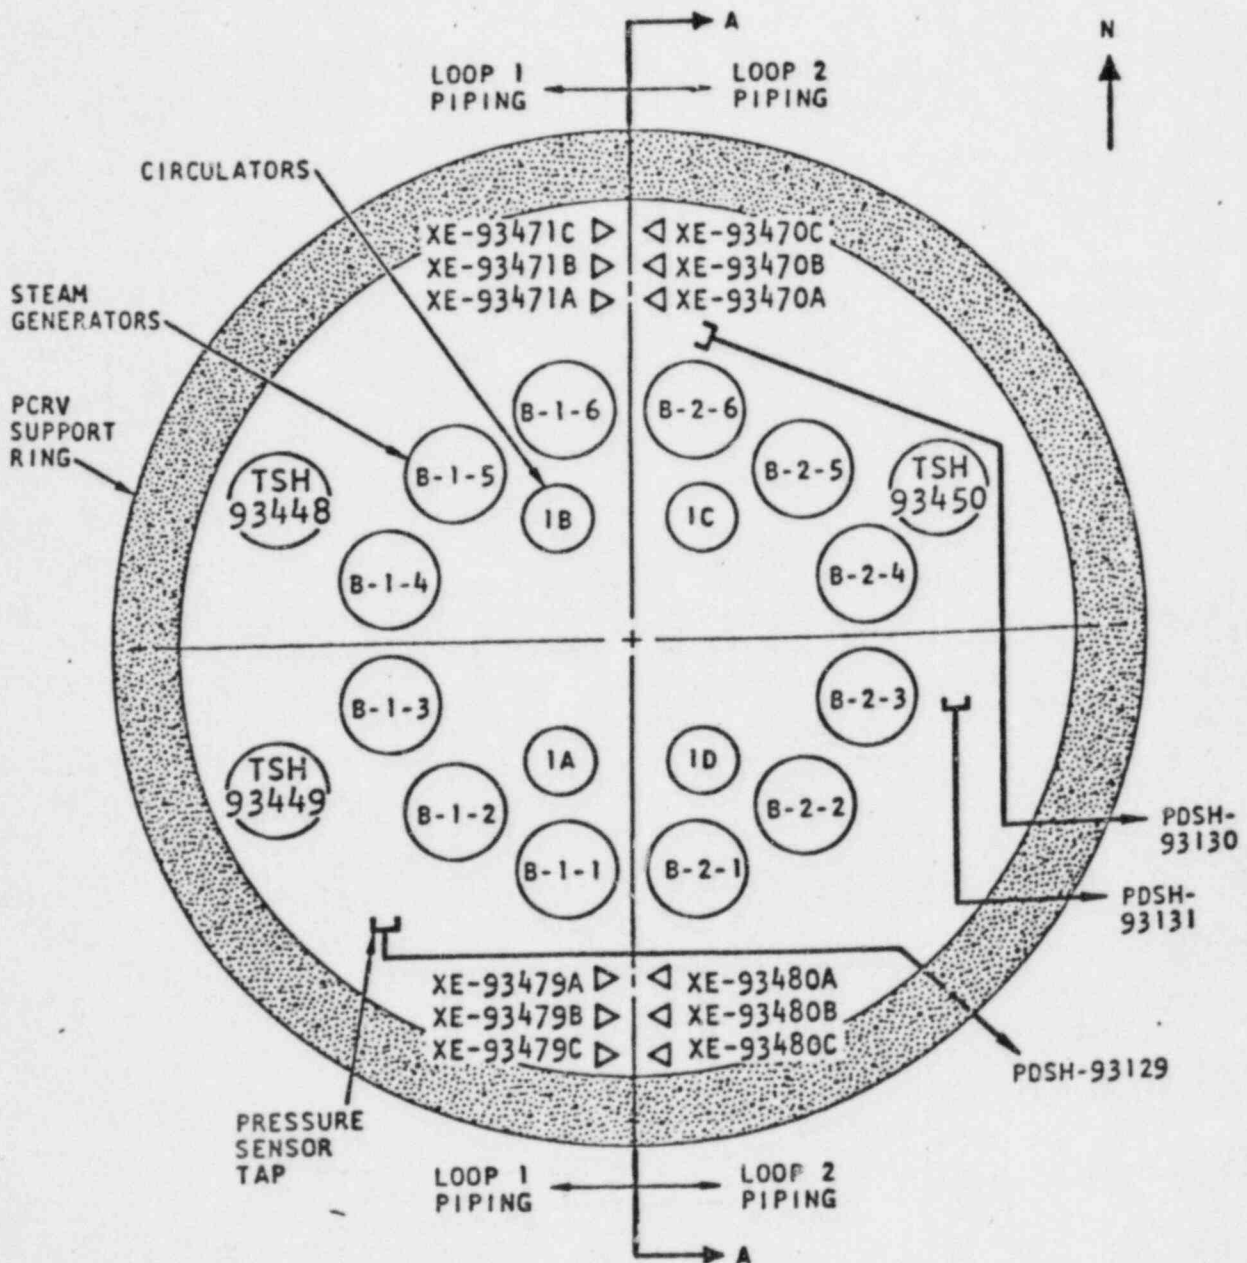 A
N
LOOP 1
PIPING
LOOP 2
PIPING
CIRCULATORS
XE-93471C
XE-93470C
XE-93471B
XE-93470B
XE-93471A
XE-93470A
STEAM
GENERATORS
PCRV
SUPPORT
RING
B-1-6
B-2-6
B-1-5
B-2-5
TSH
93448
TSH
93450
1B
1C
B-1-4
B-2-4
B-1-3
B-2-3
1A
1D
TSH
93449
B-1-2
B-2-2
PDSH-
93130
B-1-1
B-2-1
PDSH-
93131
XE-93479A
XE-93480A
XE-93479B
XE-93480B
XE-93479C
XE-93480C
PDSH-93129
PRESSURE
SENSOR
TAP
LOOP 1
PIPING
LOOP 2
PIPING
A